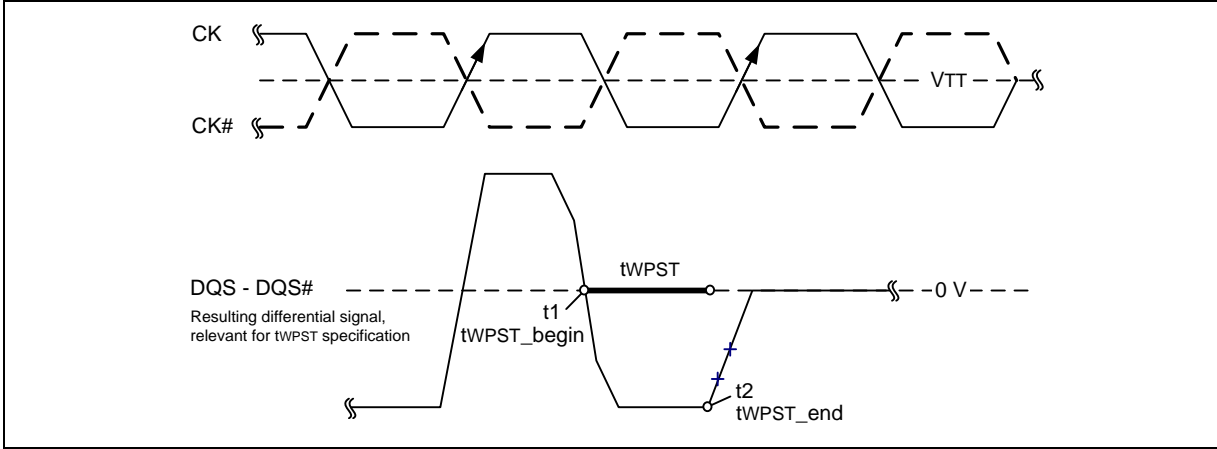 CK
VTT
CK#
tWPST
DQS - DQS#
0 V
Resulting differential signal,
relevant for tWPST specification
t1
tWPST_begin
t2
tWPST_end